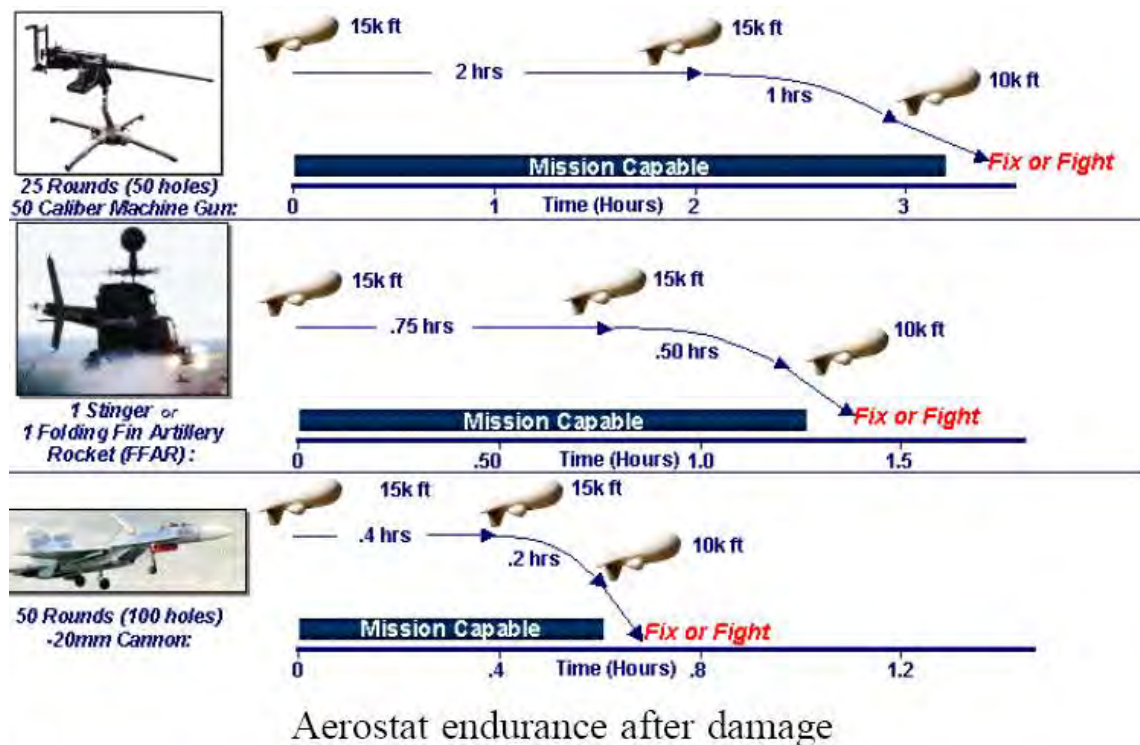 15k ft
15k ft
2 hrs
10k ft
1 hrs
Mission Capable
Fix or Fight
25 Rounds (50 holes)
50 Caliber Machine Gun:
0 1 Time (Hours) 2 3
15k ft
15k ft
.75 hrs
.50 hrs
10k ft
1 Stinger or
1 Folding Fin Artillery
Rocket (FFAR) :
Mission Capable
Fix or Fight
0 .50 Time (Hours) 1.0 1.5
15k ft
15k ft
.4 hrs
.2 hrs
10k ft
50 Rounds (100 holes)
-20mm Cannon:
Mission Capable
Fix or Fight
0 .4 Time (Hours) .8 1.2
Aerostat endurance after damage